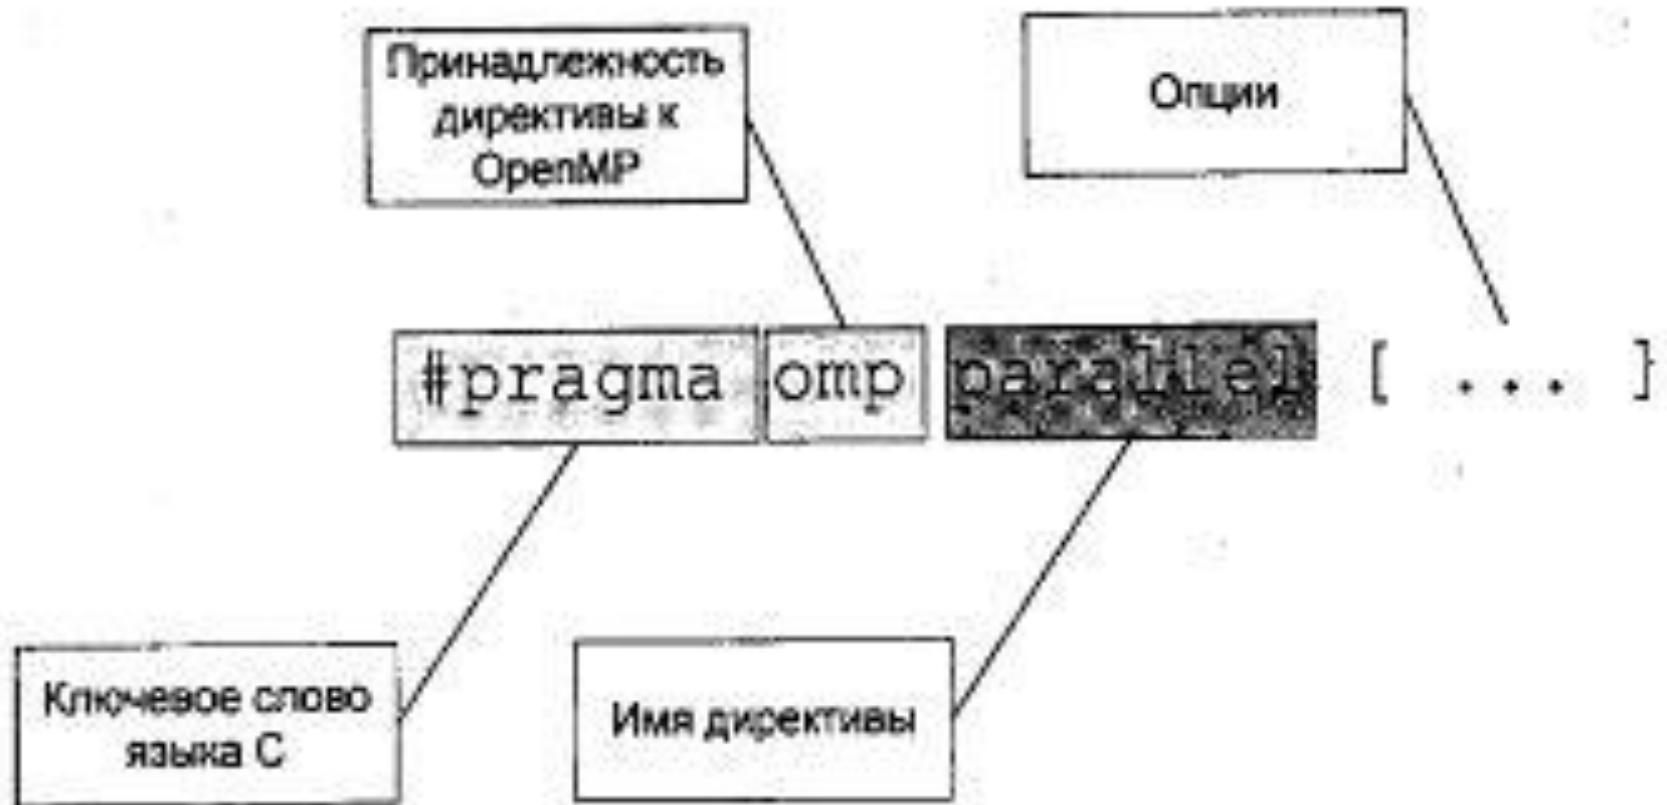 Принадлежность
директивы к
OpenMP
Опции
#pragma omp parallel [ ... ]
Ключевое слово
языка С
Имя директивы